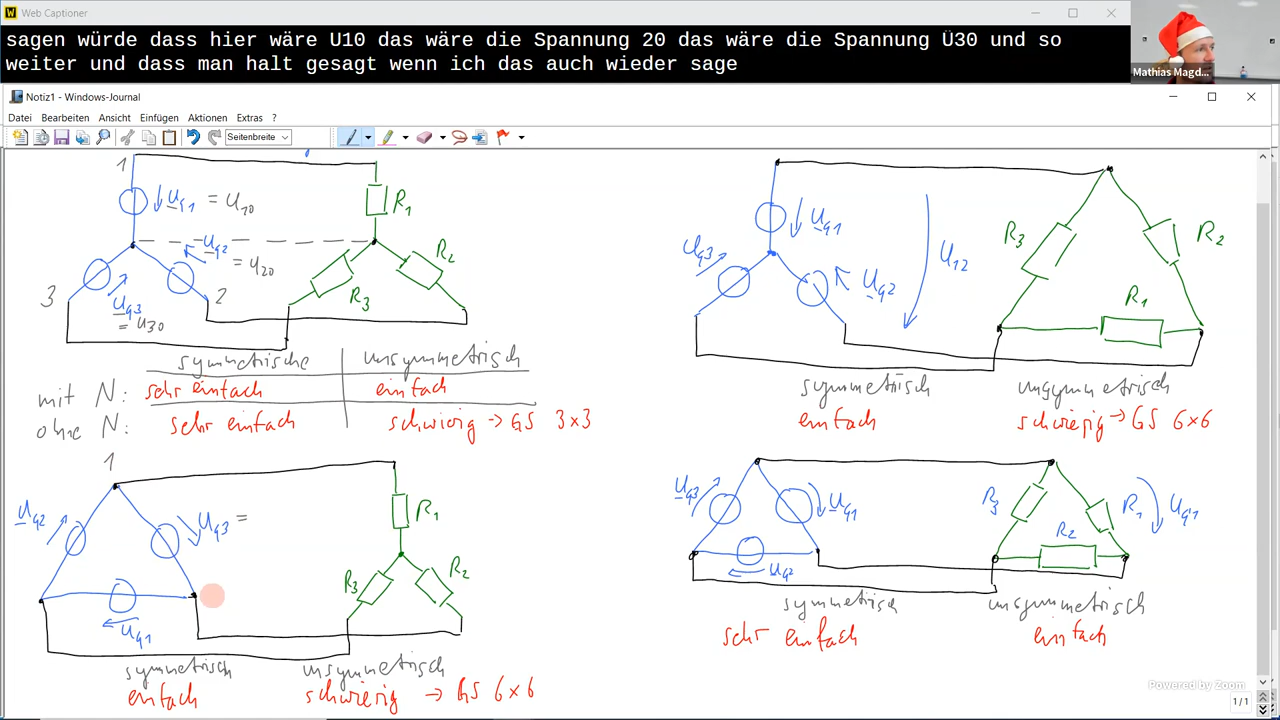 Web Captioner
sagen würde dass hier wäre U10 das wäre die Spannung 20 das wäre die Spannung Ü30 und so
weiter und dass man halt gesagt wenn ich das auch wieder sage
Mathias Magd...
Notiz1 - Windows-Journal
Datei Bearbeiten Ansicht Einfügen Aktionen Extras ?
Seitenbreite
1
U_q1 = U_10
R_1
U_q2
= U_20
R_2
3
U_q3
= U_30
2
R_3
symmetrische unsymmetrisch
mit N: sehr einfach einfach
ohne N: sehr einfach schwierig → GS 3x3
U_q1
U_q3
U_q2
U_12
R_3
R_2
R_1
symmetrisch unsymmetrisch
einfach schwierig → GS 6x6
1
U_q2
U_q3 =
U_q1
R_1
R_3
R_2
symmetrisch unsymmetrisch
einfach schwierig → GS 6x6
U_q3
U_q1
U_q2
R_3
R_1
U_q1
R_2
symmetrisch unsymmetrisch
sehr einfach einfach
Powered by Zoom
1/1